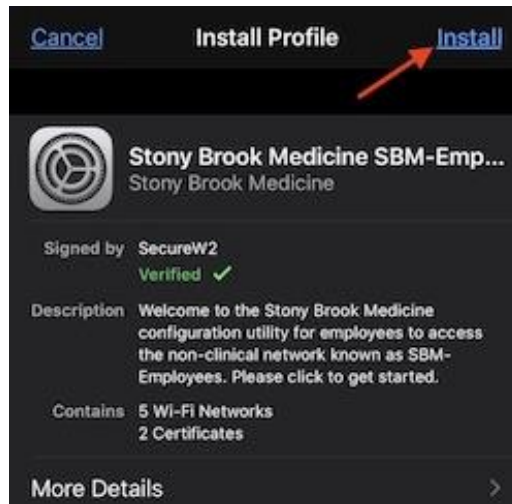 Cancel Install Profile Install
Stony Brook Medicine SBM-Emp...
Stony Brook Medicine
Signed by SecureW2
Verified ✓
Description Welcome to the Stony Brook Medicine
configuration utility for employees to access
the non-clinical network known as SBM-
Employees. Please click to get started.
Contains 5 Wi-Fi Networks
2 Certificates
More Details